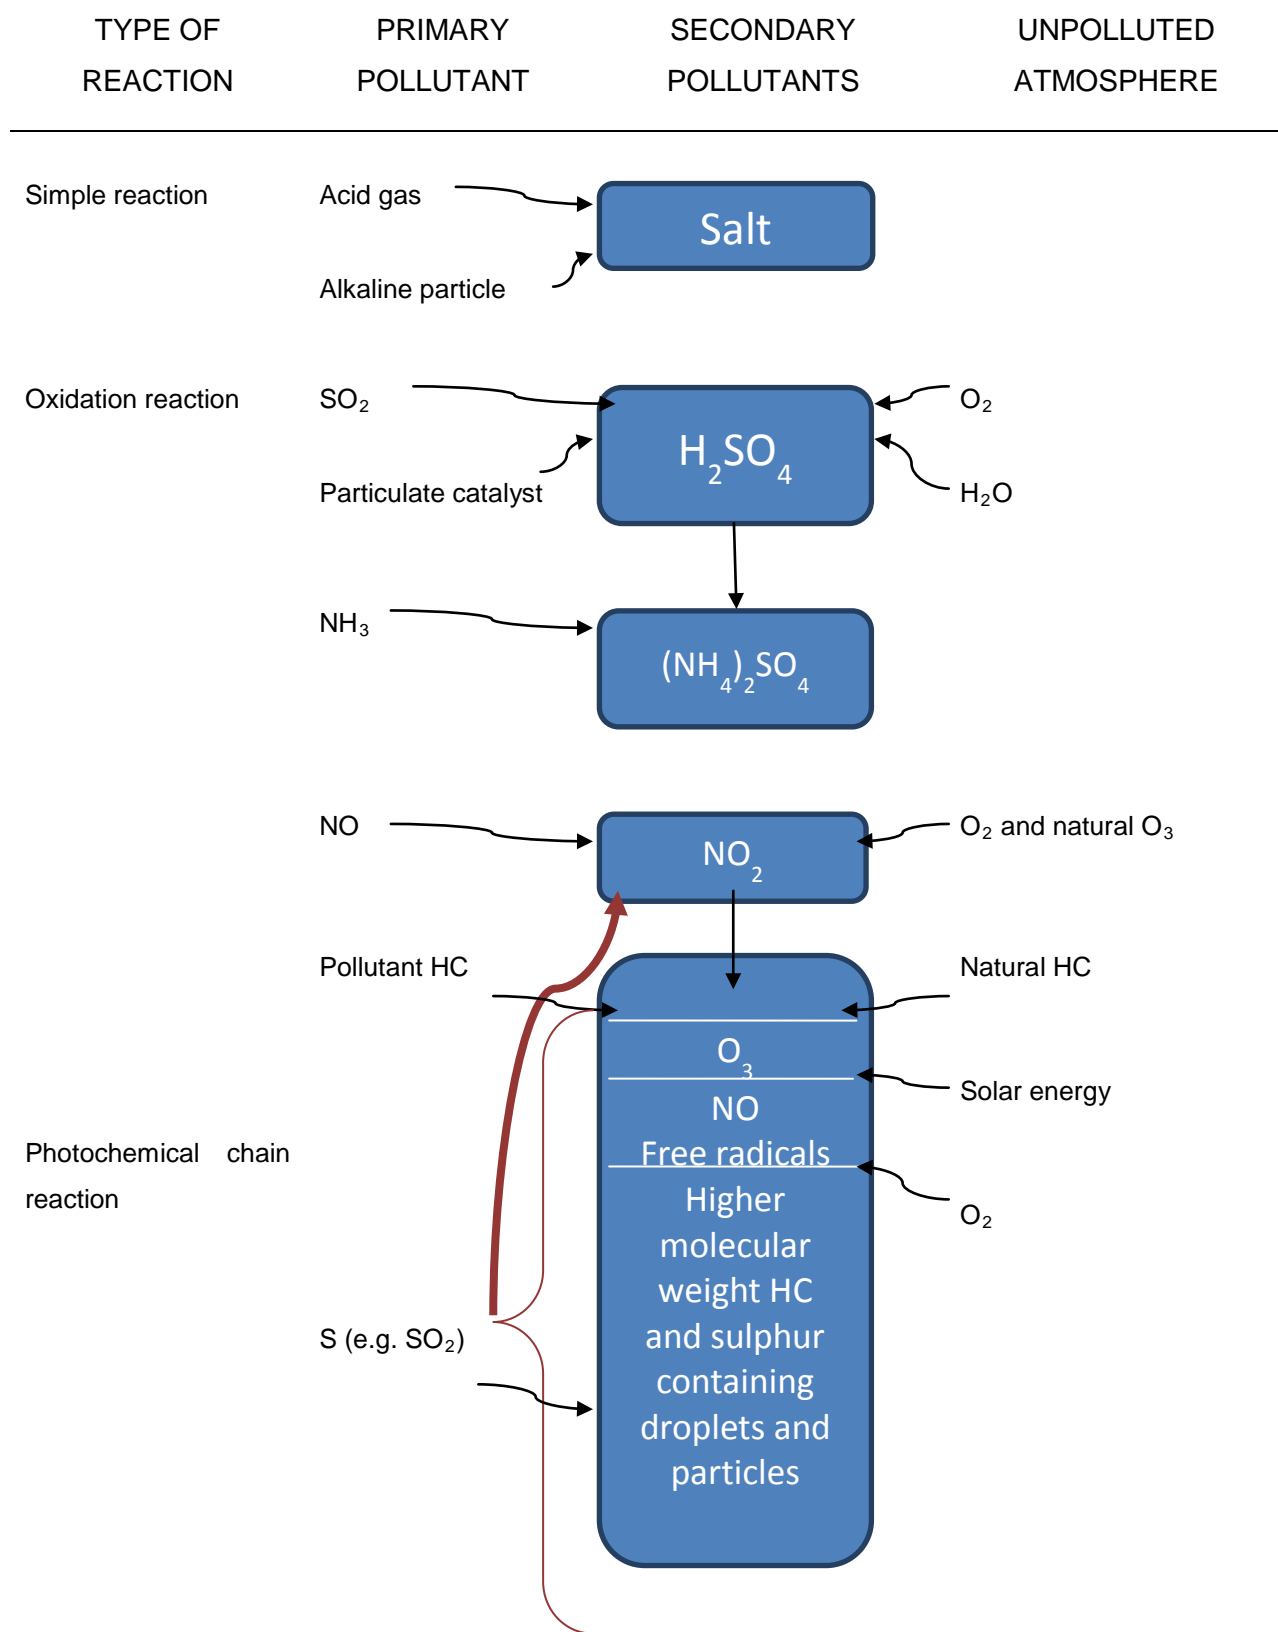 TYPE OF REACTION
PRIMARY POLLUTANT
SECONDARY POLLUTANTS
UNPOLLUTED ATMOSPHERE
Simple reaction
Acid gas
Salt
Alkaline particle
Oxidation reaction
SO₂
H₂SO₄
O₂
Particulate catalyst
H₂O
NH₃
(NH₄)₂SO₄
NO
NO₂
O₂ and natural O₃
Pollutant HC
Natural HC
O₃
Solar energy
NO
Free radicals
Photochemical chain
reaction
Higher
molecular
weight HC
and sulphur
containing
droplets and
particles
O₂
S (e.g. SO₂)